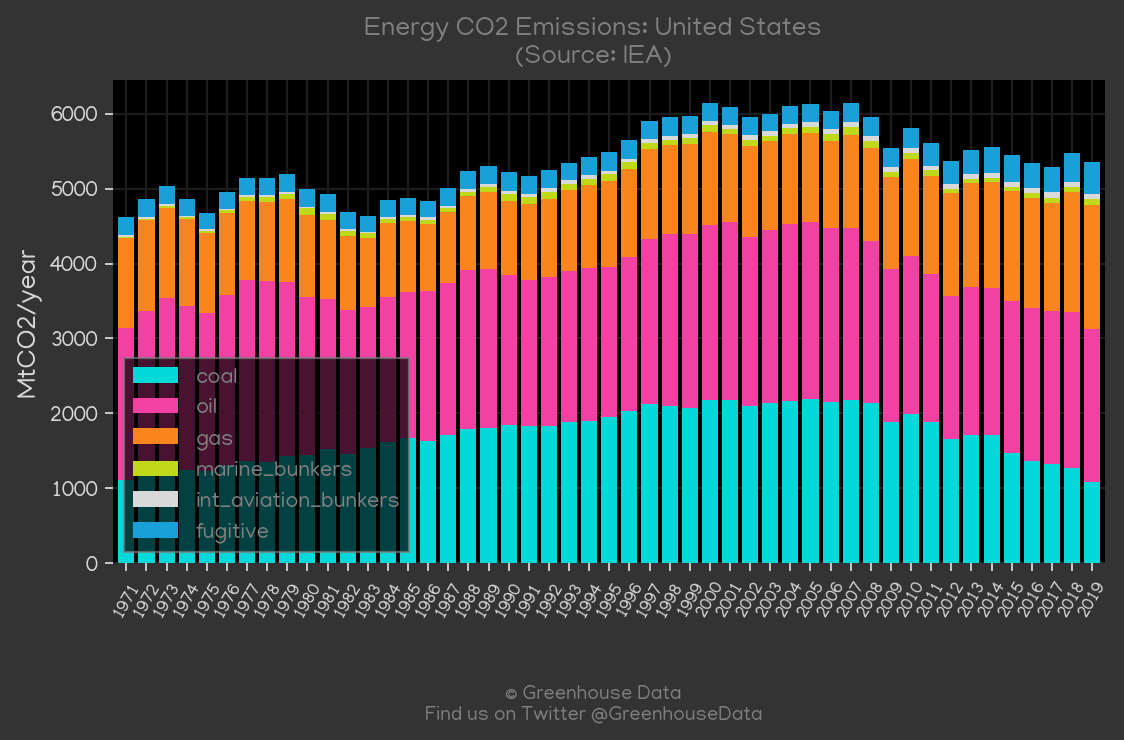 Energy CO2 Emissions: United States
(Source: IEA)
MtCO2/year
6000
5000
4000
3000
2000
1000
0
coal
oil
gas
marine_bunkers
int_aviation_bunkers
fugitive
1971 1972 1973 1974 1975 1976 1977 1978 1979 1980 1981 1982 1983 1984 1985 1986 1987 1988 1989 1990 1991 1992 1993 1994 1995 1996 1997 1998 1999 2000 2001 2002 2003 2004 2005 2006 2007 2008 2009 2010 2011 2012 2013 2014 2015 2016 2017 2018 2019
© Greenhouse Data
Find us on Twitter @GreenhouseData